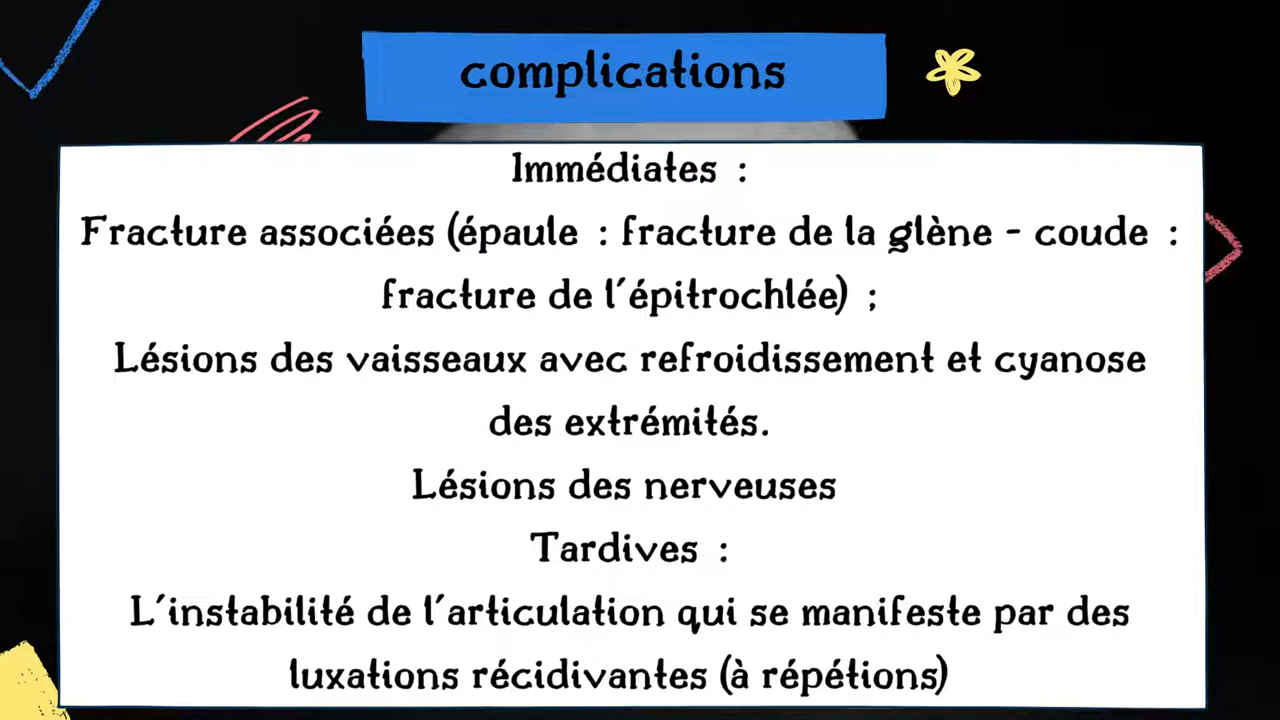 complications
Immédiates :
Fracture associées (épaule : fracture de la glène - coude :
fracture de l'épitrochlée) ;
Lésions des vaisseaux avec refroidissement et cyanose
des extrémités.
Lésions des nerveuses
Tardives :
L'instabilité de l'articulation qui se manifeste par des
luxations récidivantes (à répétions)